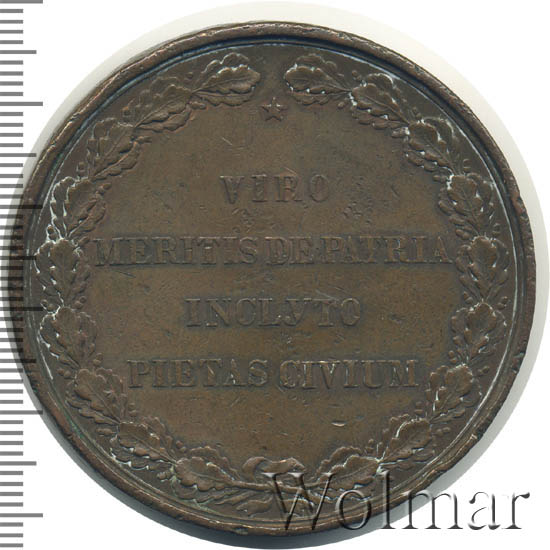 VIRO
MERITIS DE PATRIA
INCLYTO
PIETAS CIVIUM
Wolmar